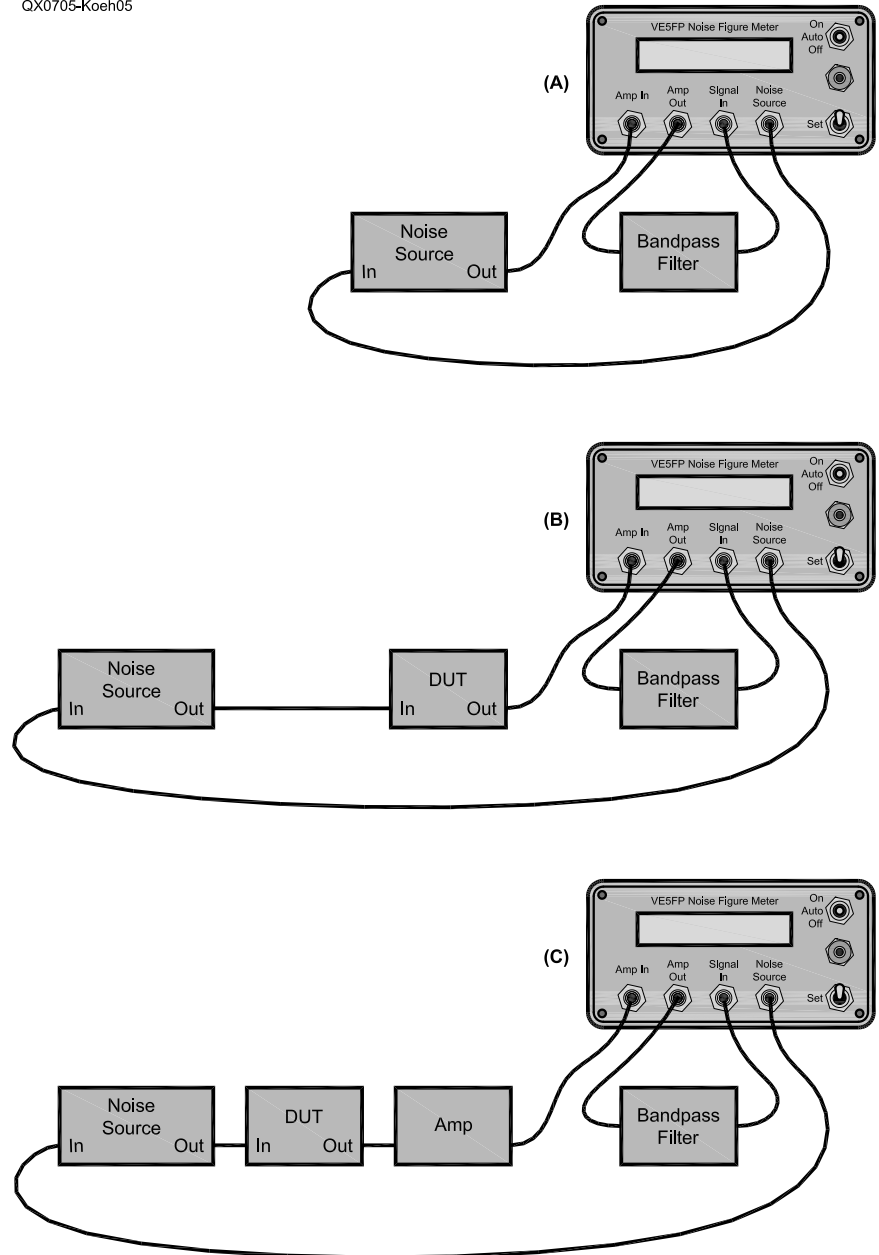 QX0705-Koeh05
(A)
VE5FP Noise Figure Meter
On
Auto
Off
Amp In
Amp
Out
SIgnal
In
Noise
Source
Set
Noise
Source
In
Out
Bandpass
Filter
(B)
VE5FP Noise Figure Meter
On
Auto
Off
Amp In
Amp
Out
SIgnal
In
Noise
Source
Set
Noise
Source
In
Out
DUT
In
Out
Bandpass
Filter
(C)
VE5FP Noise Figure Meter
On
Auto
Off
Amp In
Amp
Out
SIgnal
In
Noise
Source
Set
Noise
Source
In
Out
DUT
In
Out
Amp
Bandpass
Filter